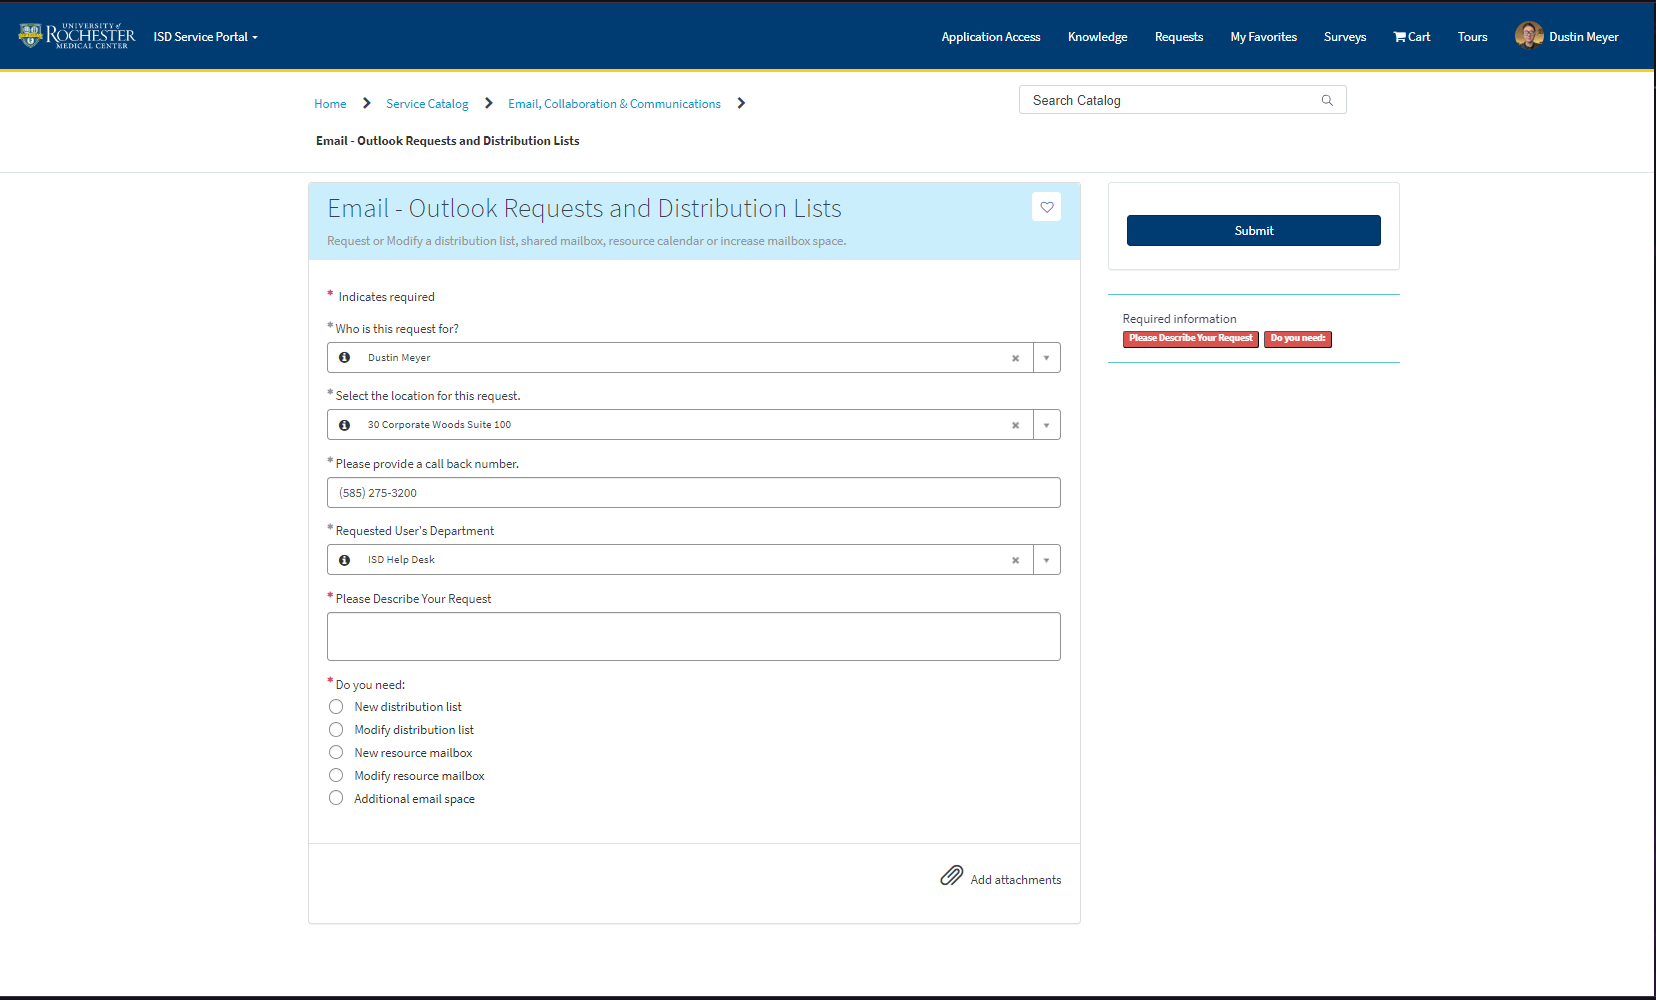 UNIVERSITY of
ROCHESTER
MEDICAL CENTER
ISD Service Portal
Application Access
Knowledge
Requests
My Favorites
Surveys
Cart
Tours
Dustin Meyer
Home
Service Catalog
Email, Collaboration & Communications
Search Catalog
Email - Outlook Requests and Distribution Lists
Email - Outlook Requests and Distribution Lists
Request or Modify a distribution list, shared mailbox, resource calendar or increase mailbox space.
Submit
* Indicates required
Required information
Please Describe Your Request
Do you need:
* Who is this request for?
Dustin Meyer
* Select the location for this request.
30 Corporate Woods Suite 100
* Please provide a call back number.
(585) 275-3200
* Requested User's Department
ISD Help Desk
* Please Describe Your Request
* Do you need:
New distribution list
Modify distribution list
New resource mailbox
Modify resource mailbox
Additional email space
Add attachments